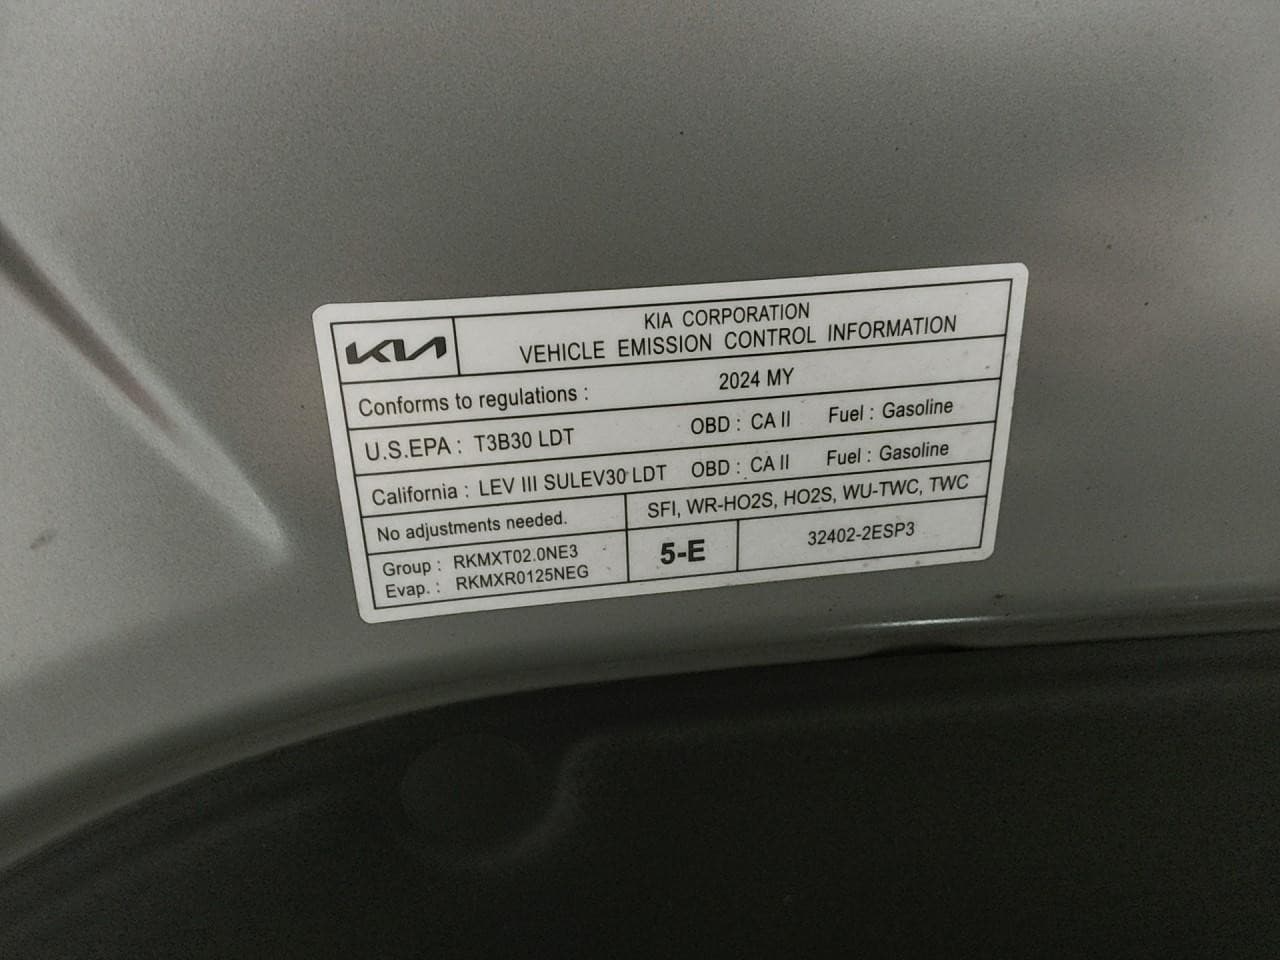 KIA
KIA CORPORATION
VEHICLE EMISSION CONTROL INFORMATION
Conforms to regulations : 2024 MY
U.S.EPA : T3B30 LDT OBD : CA II Fuel : Gasoline
California : LEV III SULEV30 LDT OBD : CA II Fuel : Gasoline
No adjustments needed. SFI, WR-HO2S, HO2S, WU-TWC, TWC
Group : RKMXT02.0NE3
Evap. : RKMXR0125NEG
5-E
32402-2ESP3